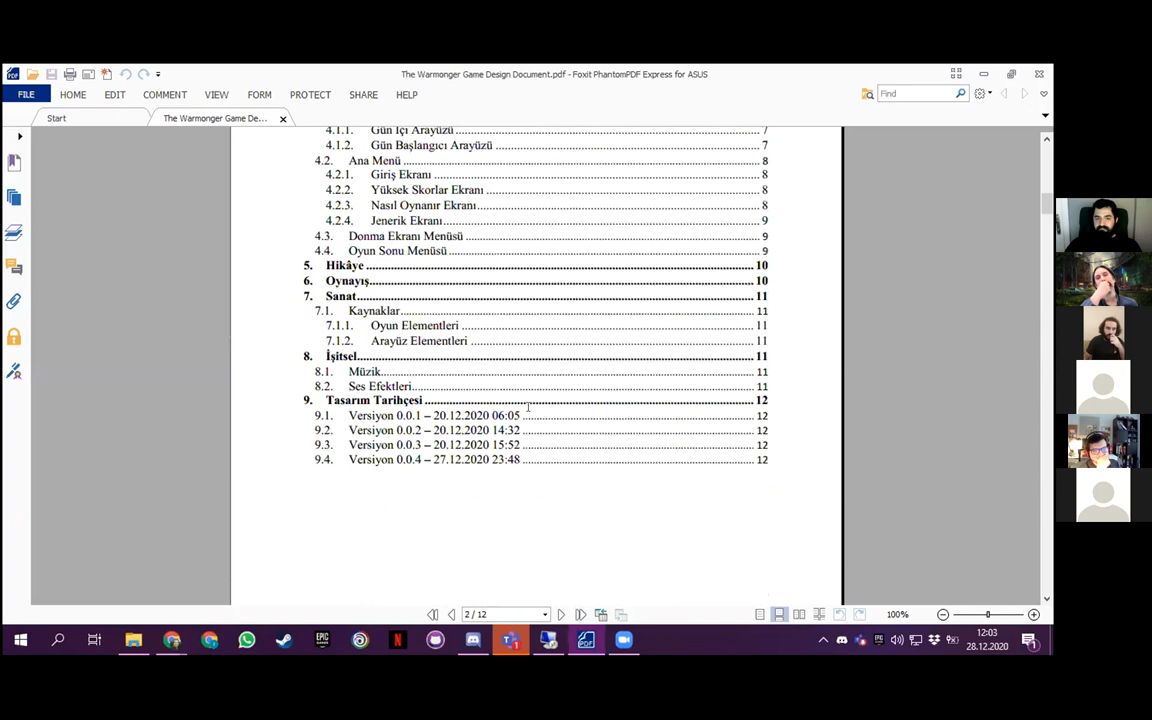 The Warmonger Game Design Document.pdf - Foxit PhantomPDF Express for ASUS
FILE HOME COMMENT EDIT VIEW FORM PROTECT SHARE HELP Find
Start The Warmonger Game De...
4.1.1. Gün İçi Arayüzü 7
4.1.2. Gün Başlangıcı Arayüzü 7
4.2. Ana Menü 8
4.2.1. Giriş Ekranı 8
4.2.2. Yüksek Skorlar Ekranı 8
4.2.3. Nasıl Oynanır Ekranı 8
4.2.4. Jenerik Ekranı 9
4.3. Donma Ekranı Menüsü 9
4.4. Oyun Sonu Menüsü 9
5. Hikâye 10
6. Oynayış 10
7. Sanat 11
7.1. Kaynaklar 11
7.1.1. Oyun Elementleri 11
7.1.2. Arayüz Elementleri 11
8. İşitsel 11
8.1. Müzik 11
8.2. Ses Efektleri 11
9. Tasarım Tarihçesi 12
9.1. Versiyon 0.0.1 – 20.12.2020 06:05 12
9.2. Versiyon 0.0.2 – 20.12.2020 14:32 12
9.3. Versiyon 0.0.3 – 20.12.2020 15:52 12
9.4. Versiyon 0.0.4 – 27.12.2020 23:48 12
2 / 12 100%
12:03
28.12.2020